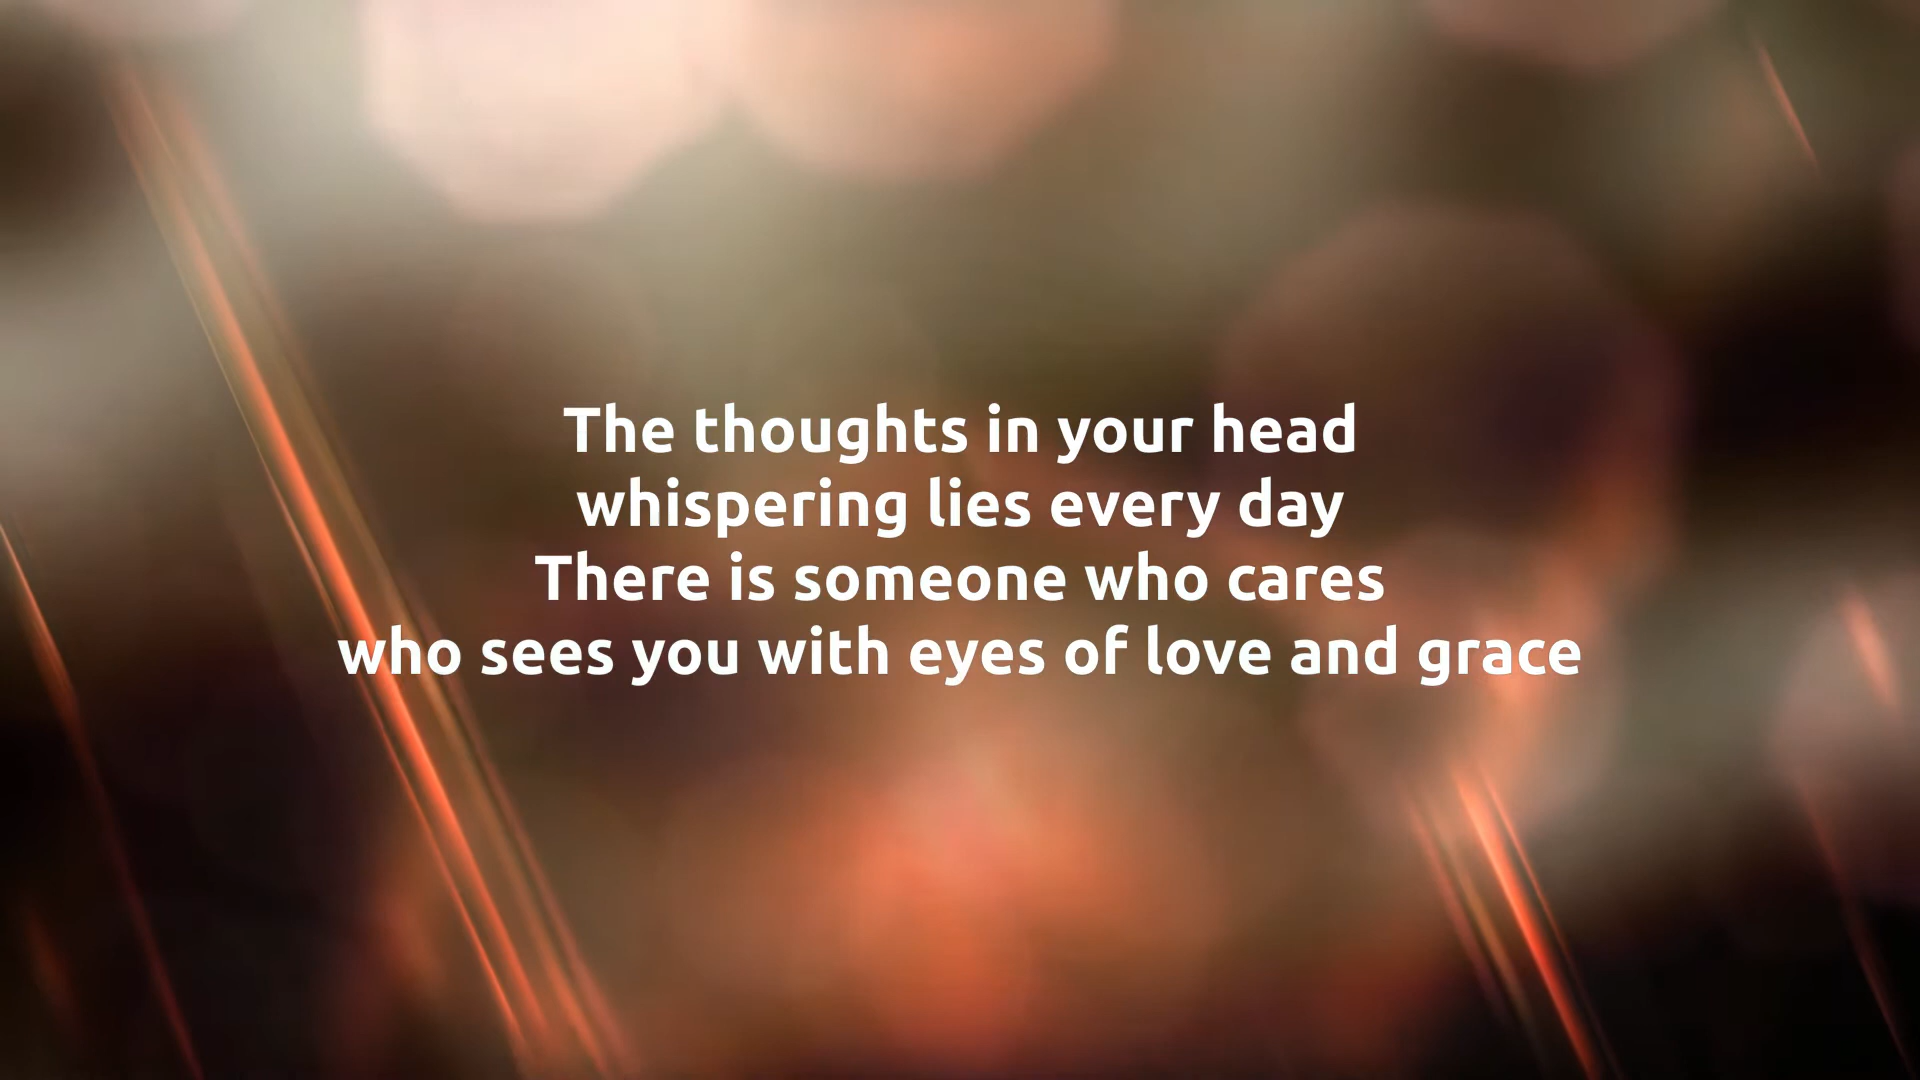 The thoughts in your head
whispering lies every day
There is someone who cares
who sees you with eyes of love and grace